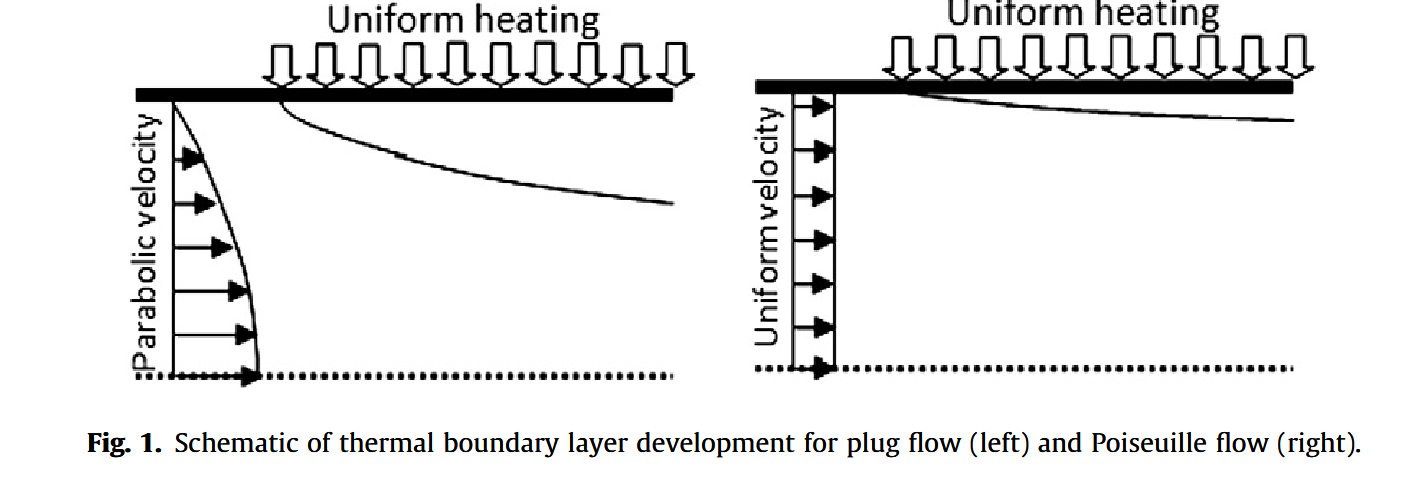 Uniform heating
Uniform heating
Parabolic velocity
Uniform velocity
Fig. 1. Schematic of thermal boundary layer development for plug flow (left) and Poiseuille flow (right).